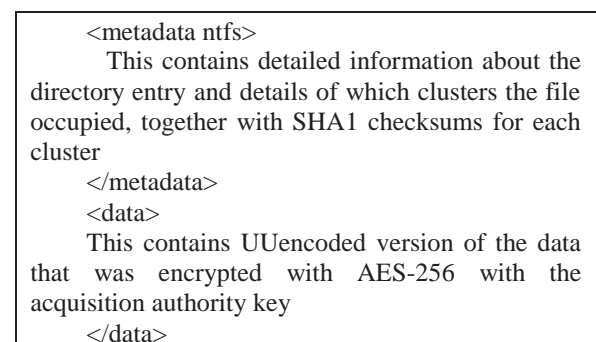 <metadata ntfs>
This contains detailed information about the
directory entry and details of which clusters the file
occupied, together with SHA1 checksums for each
cluster
</metadata>
<data>
This contains UUencoded version of the data
that was encrypted with AES-256 with the
acquisition authority key
</data>